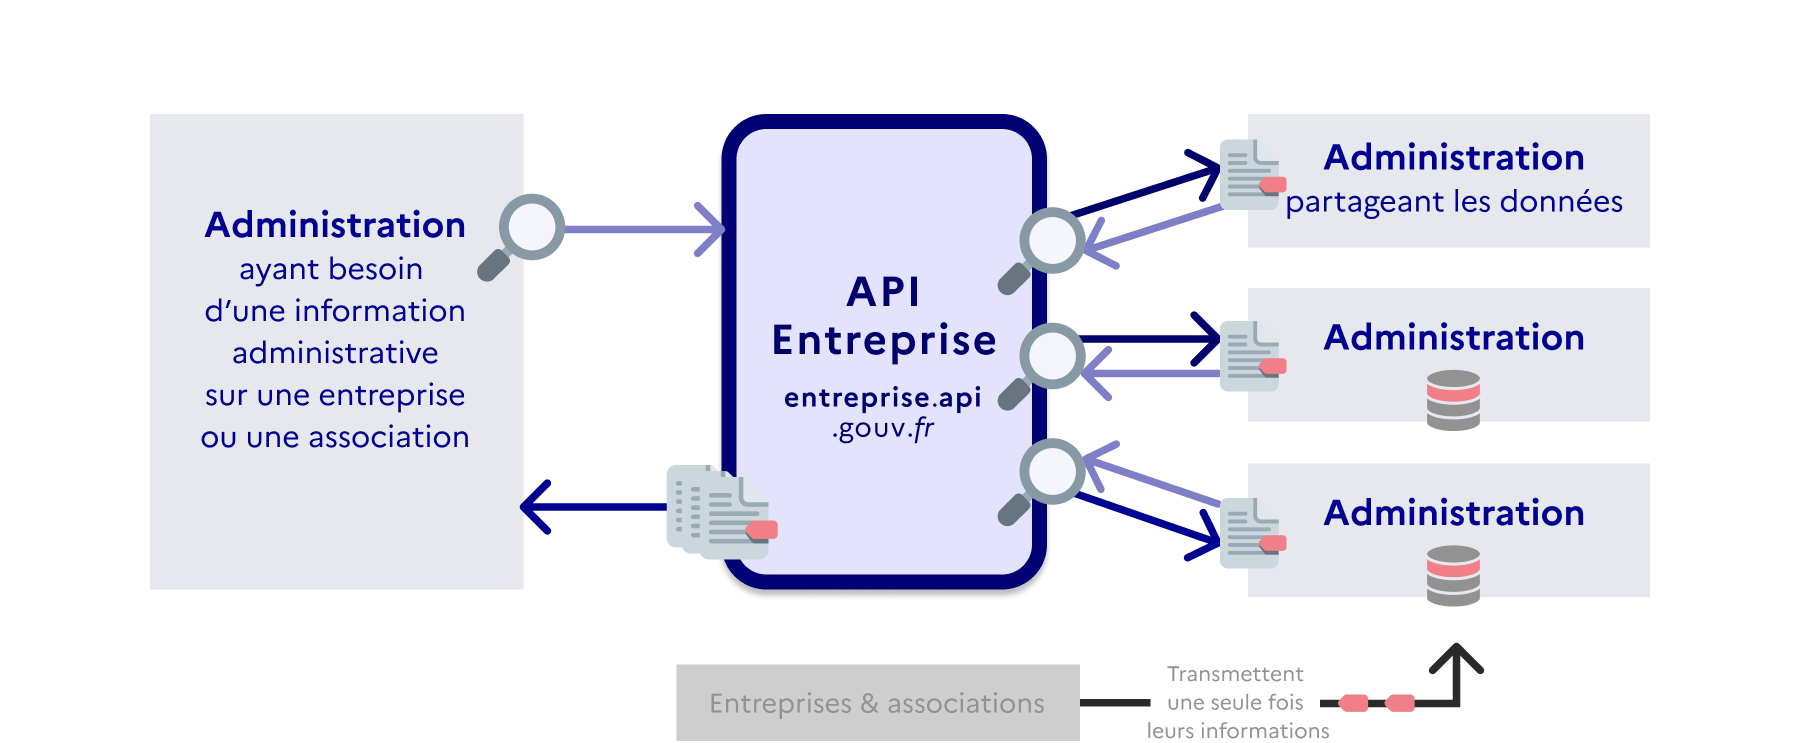 Administration
ayant besoin
d’une information
administrative
sur une entreprise
ou une association
API
Entreprise
entreprise.api
.gouv.fr
Administration
partageant les données
Administration
Administration
Entreprises & associations
Transmettent
une seule fois
leurs informations